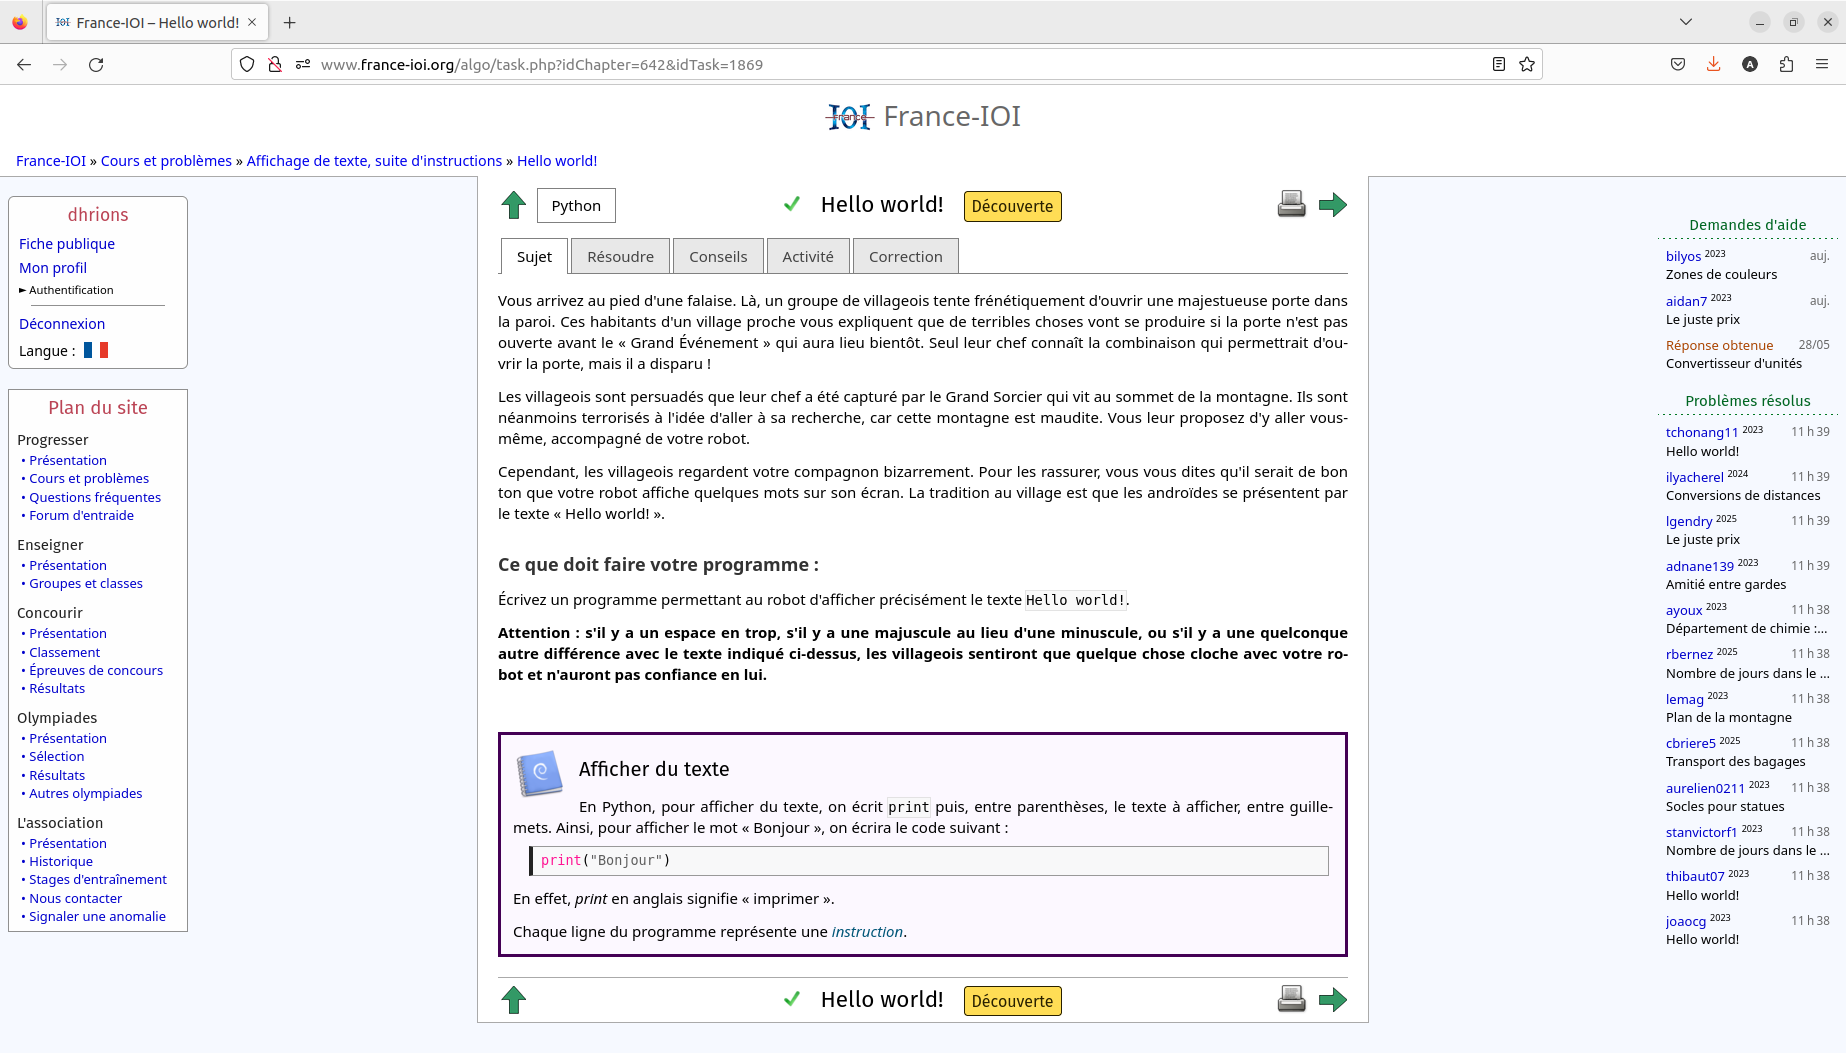 France-IOI – Hello world!
www.france-ioi.org/algo/task.php?idChapter=642&idTask=1869
France-IOI
France-IOI » Cours et problèmes » Affichage de texte, suite d'instructions » Hello world!
dhrions
Fiche publique
Mon profil
► Authentification
Déconnexion
Langue :
Plan du site
Progresser
• Présentation
• Cours et problèmes
• Questions fréquentes
• Forum d'entraide
Enseigner
• Présentation
• Groupes et classes
Concourir
• Présentation
• Classement
• Épreuves de concours
• Résultats
Olympiades
• Présentation
• Sélection
• Résultats
• Autres olympiades
L'association
• Présentation
• Historique
• Stages d'entraînement
• Nous contacter
• Signaler une anomalie
Python
Hello world! Découverte
Sujet Résoudre Conseils Activité Correction
Vous arrivez au pied d'une falaise. Là, un groupe de villageois tente frénétiquement d'ouvrir une majestueuse porte dans
la paroi. Ces habitants d'un village proche vous expliquent que de terribles choses vont se produire si la porte n'est pas
ouverte avant le « Grand Événement » qui aura lieu bientôt. Seul leur chef connaît la combinaison qui permettrait d'ou-
vrir la porte, mais il a disparu !
Les villageois sont persuadés que leur chef a été capturé par le Grand Sorcier qui vit au sommet de la montagne. Ils sont
néanmoins terrorisés à l'idée d'aller à sa recherche, car cette montagne est maudite. Vous leur proposez d'y aller vous-
même, accompagné de votre robot.
Cependant, les villageois regardent votre compagnon bizarrement. Pour les rassurer, vous vous dites qu'il serait de bon
ton que votre robot affiche quelques mots sur son écran. La tradition au village est que les androïdes se présentent par
le texte « Hello world! ».
Ce que doit faire votre programme :
Écrivez un programme permettant au robot d'afficher précisément le texte Hello world!.
Attention : s'il y a un espace en trop, s'il y a une majuscule au lieu d'une minuscule, ou s'il y a une quelconque
autre différence avec le texte indiqué ci-dessus, les villageois sentiront que quelque chose cloche avec votre ro-
bot et n'auront pas confiance en lui.
Afficher du texte
En Python, pour afficher du texte, on écrit print puis, entre parenthèses, le texte à afficher, entre guille-
mets. Ainsi, pour afficher le mot « Bonjour », on écrira le code suivant :
print("Bonjour")
En effet, print en anglais signifie « imprimer ».
Chaque ligne du programme représente une instruction.
Hello world! Découverte
Demandes d'aide
bilyos 2023 auj.
Zones de couleurs
aidan7 2023 auj.
Le juste prix
Réponse obtenue 28/05
Convertisseur d'unités
Problèmes résolus
tchonang11 2023 11 h 39
Hello world!
ilyacherel 2024 11 h 39
Conversions de distances
lgendry 2025 11 h 39
Le juste prix
adnane139 2023 11 h 39
Amitié entre gardes
ayoux 2023 11 h 38
Département de chimie :...
rbernez 2025 11 h 38
Nombre de jours dans le ...
lemag 2023 11 h 38
Plan de la montagne
cbriere5 2025 11 h 38
Transport des bagages
aurelien0211 2023 11 h 38
Socles pour statues
stanvictorf1 2023 11 h 38
Nombre de jours dans le ...
thibaut07 2023 11 h 38
Hello world!
joaocg 2023 11 h 38
Hello world!